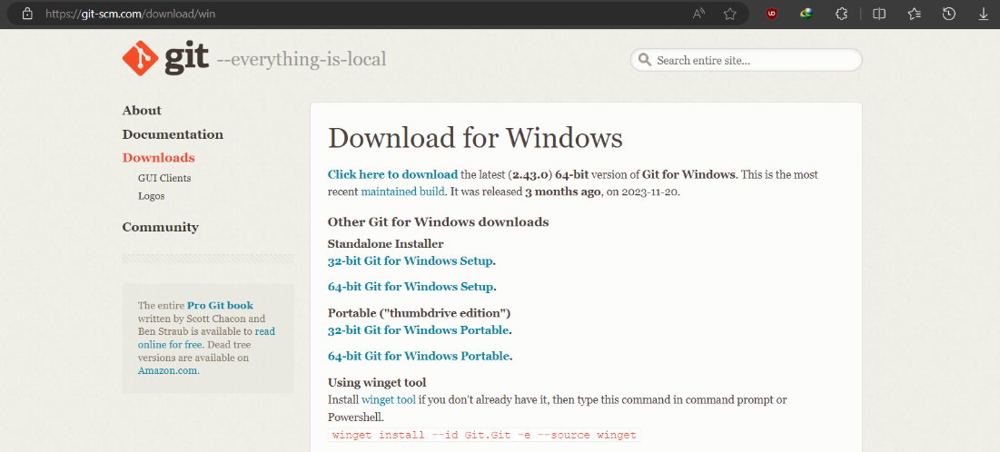 https://git-scm.com/download/win
git --everything-is-local
Search entire site...
About
Documentation
Downloads
GUI Clients
Logos
Community
The entire Pro Git book
written by Scott Chacon and
Ben Straub is available to read
online for free. Dead tree
versions are available on
Amazon.com.
Download for Windows
Click here to download the latest (2.43.0) 64-bit version of Git for Windows. This is the most
recent maintained build. It was released 3 months ago, on 2023-11-20.
Other Git for Windows downloads
Standalone Installer
32-bit Git for Windows Setup.
64-bit Git for Windows Setup.
Portable ("thumbdrive edition")
32-bit Git for Windows Portable.
64-bit Git for Windows Portable.
Using winget tool
Install winget tool if you don't already have it, then type this command in command prompt or
Powershell.
winget install --id Git.Git -e --source winget